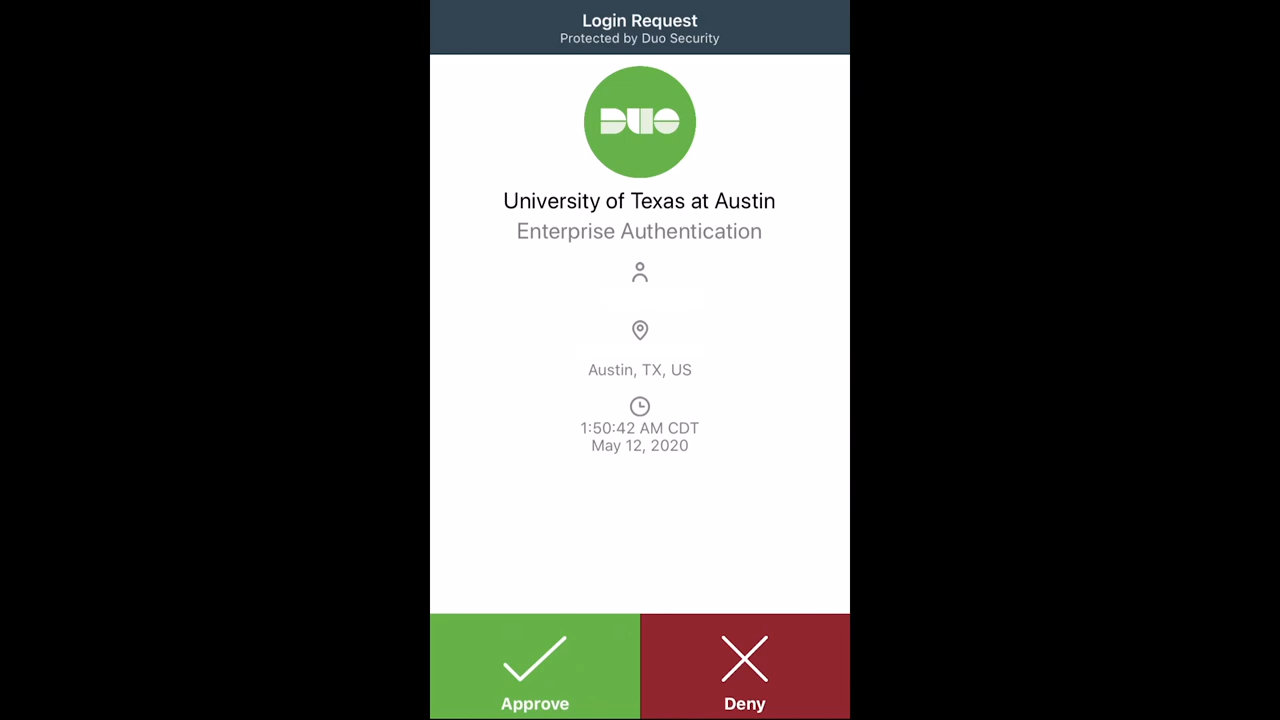 Login Request
Protected by Duo Security
DUO
University of Texas at Austin
Enterprise Authentication
Austin, TX, US
1:50:42 AM CDT
May 12, 2020
Approve
Deny